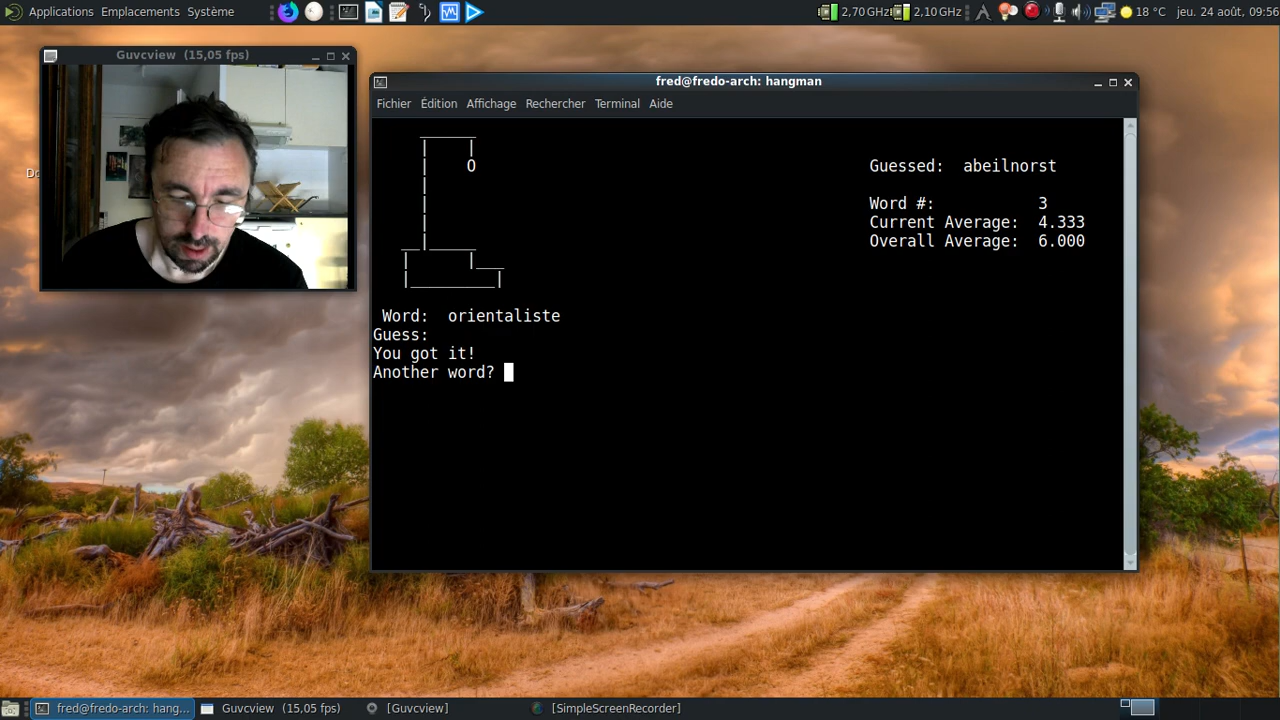 Applications Emplacements Système
2,70 GHz 2,10 GHz 18 °C jeu. 24 août, 09:56
Guvcview (15,05 fps)
fred@fredo-arch: hangman
Fichier Édition Affichage Rechercher Terminal Aide
O
Guessed: abeilnorst
Word #: 3
Current Average: 4.333
Overall Average: 6.000
Word: orientaliste
Guess:
You got it!
Another word?
fred@fredo-arch: hang... Guvcview (15,05 fps) [Guvcview] [SimpleScreenRecorder]